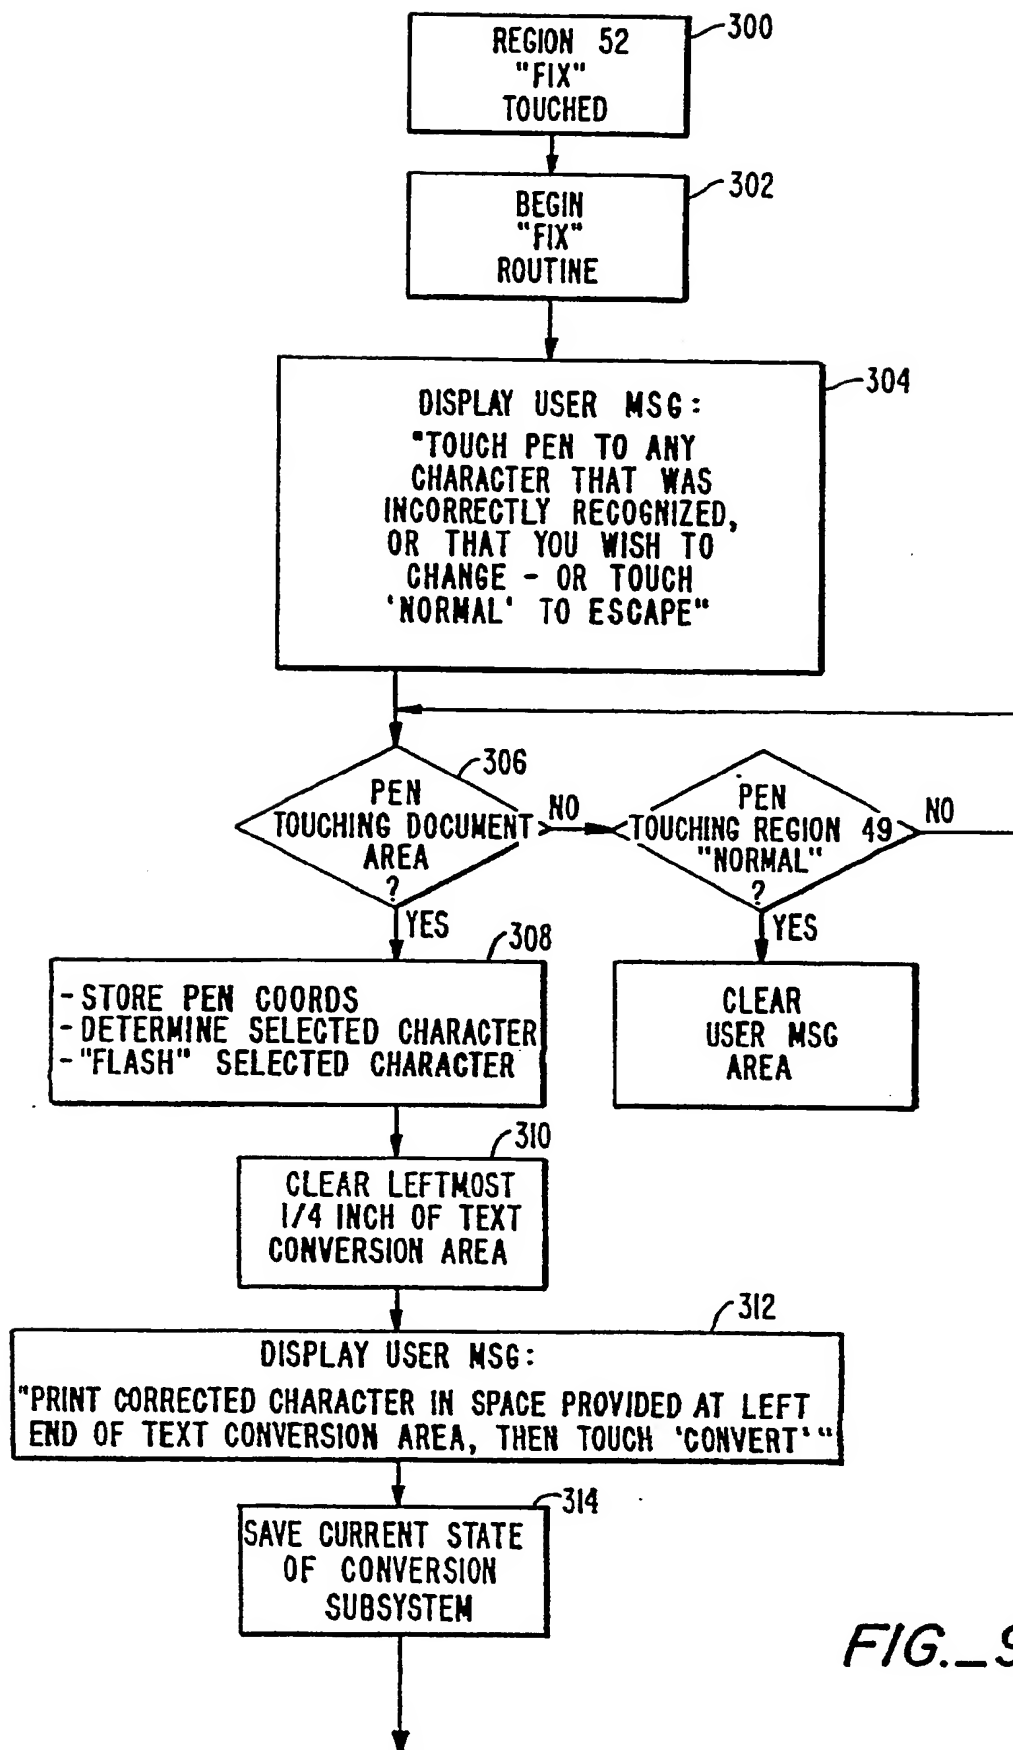 300
REGION 52
"FIX"
TOUCHED
302
BEGIN
"FIX"
ROUTINE
304
DISPLAY USER MSG:
"TOUCH PEN TO ANY
CHARACTER THAT WAS
INCORRECTLY RECOGNIZED,
OR THAT YOU WISH TO
CHANGE - OR TOUCH
'NORMAL' TO ESCAPE"
306
PEN
TOUCHING DOCUMENT
AREA
?
NO
PEN
TOUCHING REGION 49
"NORMAL"
?
NO
YES
YES
308
- STORE PEN COORDS
- DETERMINE SELECTED CHARACTER
- "FLASH" SELECTED CHARACTER
CLEAR
USER MSG
AREA
310
CLEAR LEFTMOST
1/4 INCH OF TEXT
CONVERSION AREA
312
DISPLAY USER MSG:
"PRINT CORRECTED CHARACTER IN SPACE PROVIDED AT LEFT
END OF TEXT CONVERSION AREA, THEN TOUCH 'CONVERT'"
314
SAVE CURRENT STATE
OF CONVERSION
SUBSYSTEM
FIG._9